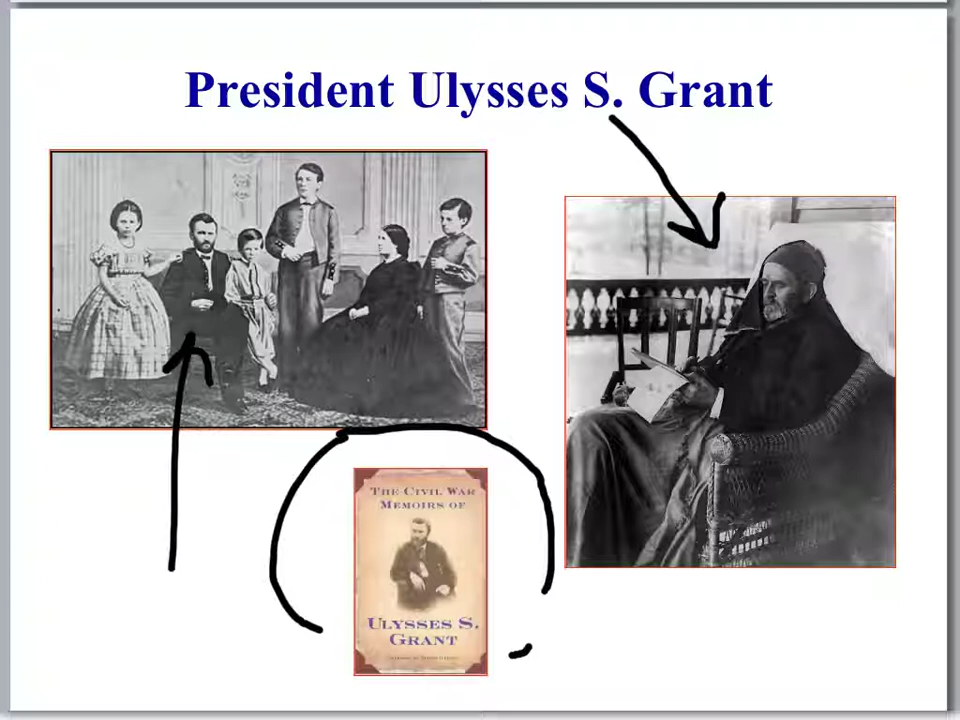 President Ulysses S. Grant
THE CIVIL WAR
MEMOIRS OF
ULYSSES S.
GRANT